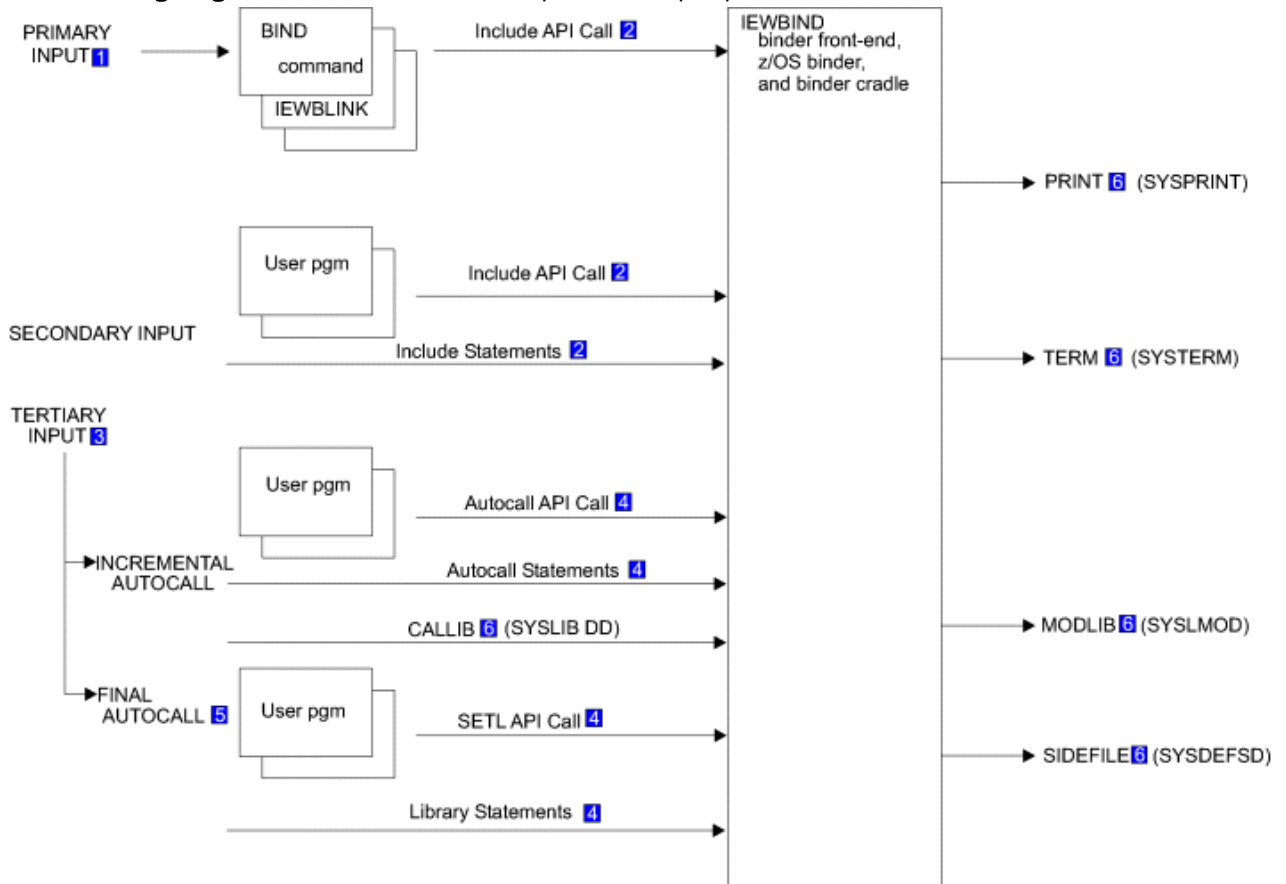 PRIMARY
INPUT 1
BIND
command
IEWBLINK
Include API Call 2
IEWBIND
binder front-end,
z/OS binder,
and binder cradle
PRINT 6 (SYSPRINT)
User pgm
Include API Call 2
SECONDARY INPUT
Include Statements 2
TERM 6 (SYSTERM)
TERTIARY
INPUT 3
User pgm
Autocall API Call 4
INCREMENTAL
AUTOCALL
Autocall Statements 4
CALLIB 6 (SYSLIB DD)
MODLIB 6 (SYSLMOD)
FINAL
AUTOCALL 5
User pgm
SETL API Call 4
SIDEFILE 6 (SYSDEFSD)
Library Statements 4